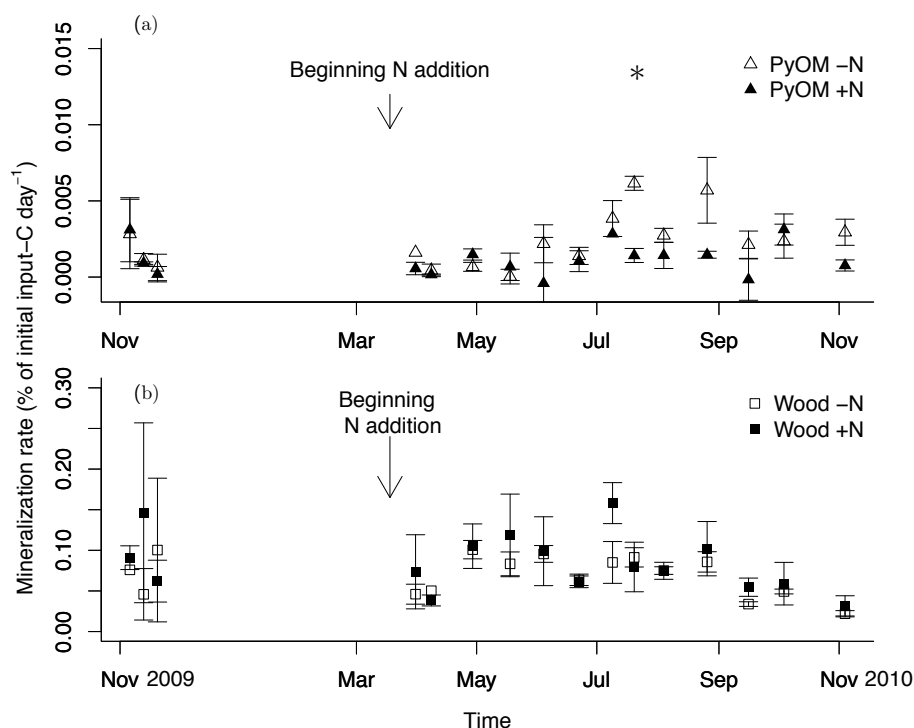 (a)
Beginning N addition
*
PyOM −N
PyOM +N
0.015
0.010
0.005
0.000
Nov Mar May Jul Sep Nov
Mineralization rate (% of initial input−C day⁻¹)
(b)
Beginning
N addition
Wood −N
Wood +N
0.30
0.20
0.10
0.00
Nov 2009 Mar May Jul Sep Nov 2010
Time